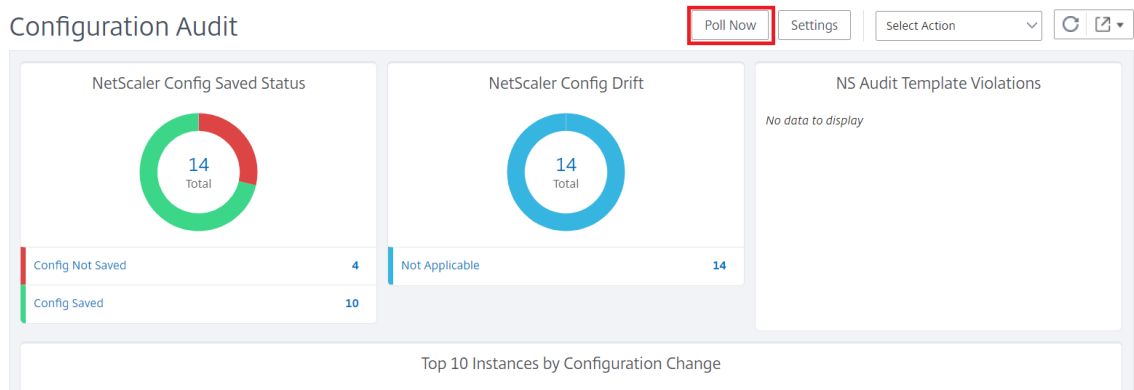 Configuration Audit
Poll Now
Settings
Select Action
NetScaler Config Saved Status
14
Total
Config Not Saved 4
Config Saved 10
NetScaler Config Drift
14
Total
Not Applicable 14
NS Audit Template Violations
No data to display
Top 10 Instances by Configuration Change